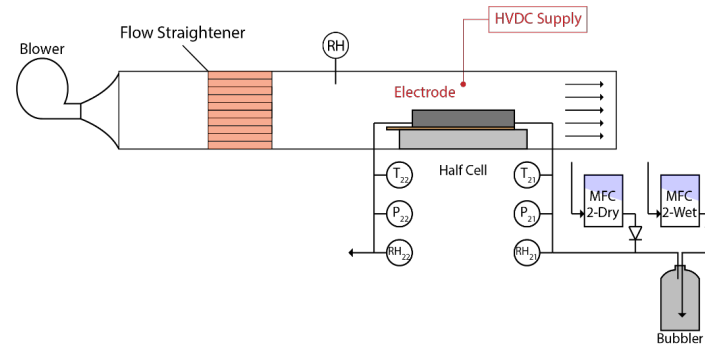 HVDC Supply
Flow Straightener
Blower
RH
Electrode
Half Cell
T22
T21
MFC
2-Dry
MFC
2-Wet
P22
P21
RH22
RH21
Bubbler